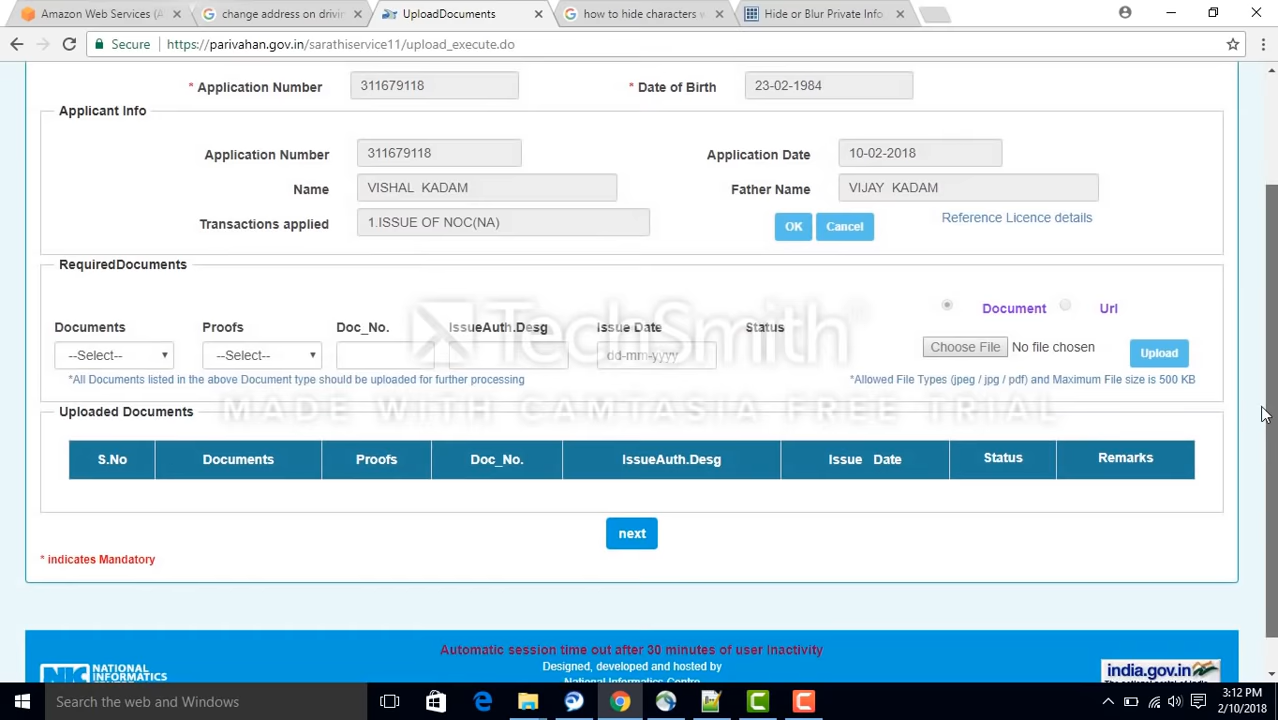 Amazon Web Services (A
change address on drivin
UploadDocuments
how to hide characters w
Hide or Blur Private Info
Secure https://parivahan.gov.in/sarathiservice11/upload_execute.do
* Application Number 311679118 * Date of Birth 23-02-1984
Applicant Info
Application Number 311679118 Application Date 10-02-2018
Name VISHAL KADAM Father Name VIJAY KADAM
Transactions applied 1.ISSUE OF NOC(NA) OK Cancel Reference Licence details
RequiredDocuments
Document Url
Documents Proofs Doc_No. IssueAuth.Desg Issue Date Status
--Select-- --Select-- dd-mm-yyyy Choose File No file chosen Upload
*All Documents listed in the above Document type should be uploaded for further processing *Allowed File Types (jpeg / jpg / pdf) and Maximum File size is 500 KB
TechSmith®
MADE WITH CAMTASIA FREE TRIAL
Uploaded Documents
S.No Documents Proofs Doc_No. IssueAuth.Desg Issue Date Status Remarks
next
* indicates Mandatory
Automatic session time out after 30 minutes of user Inactivity
Designed, developed and hosted by
National Informatics Centre
NIC NATIONAL
INFORMATICS
india.gov.in
Search the web and Windows
3:12 PM
2/10/2018